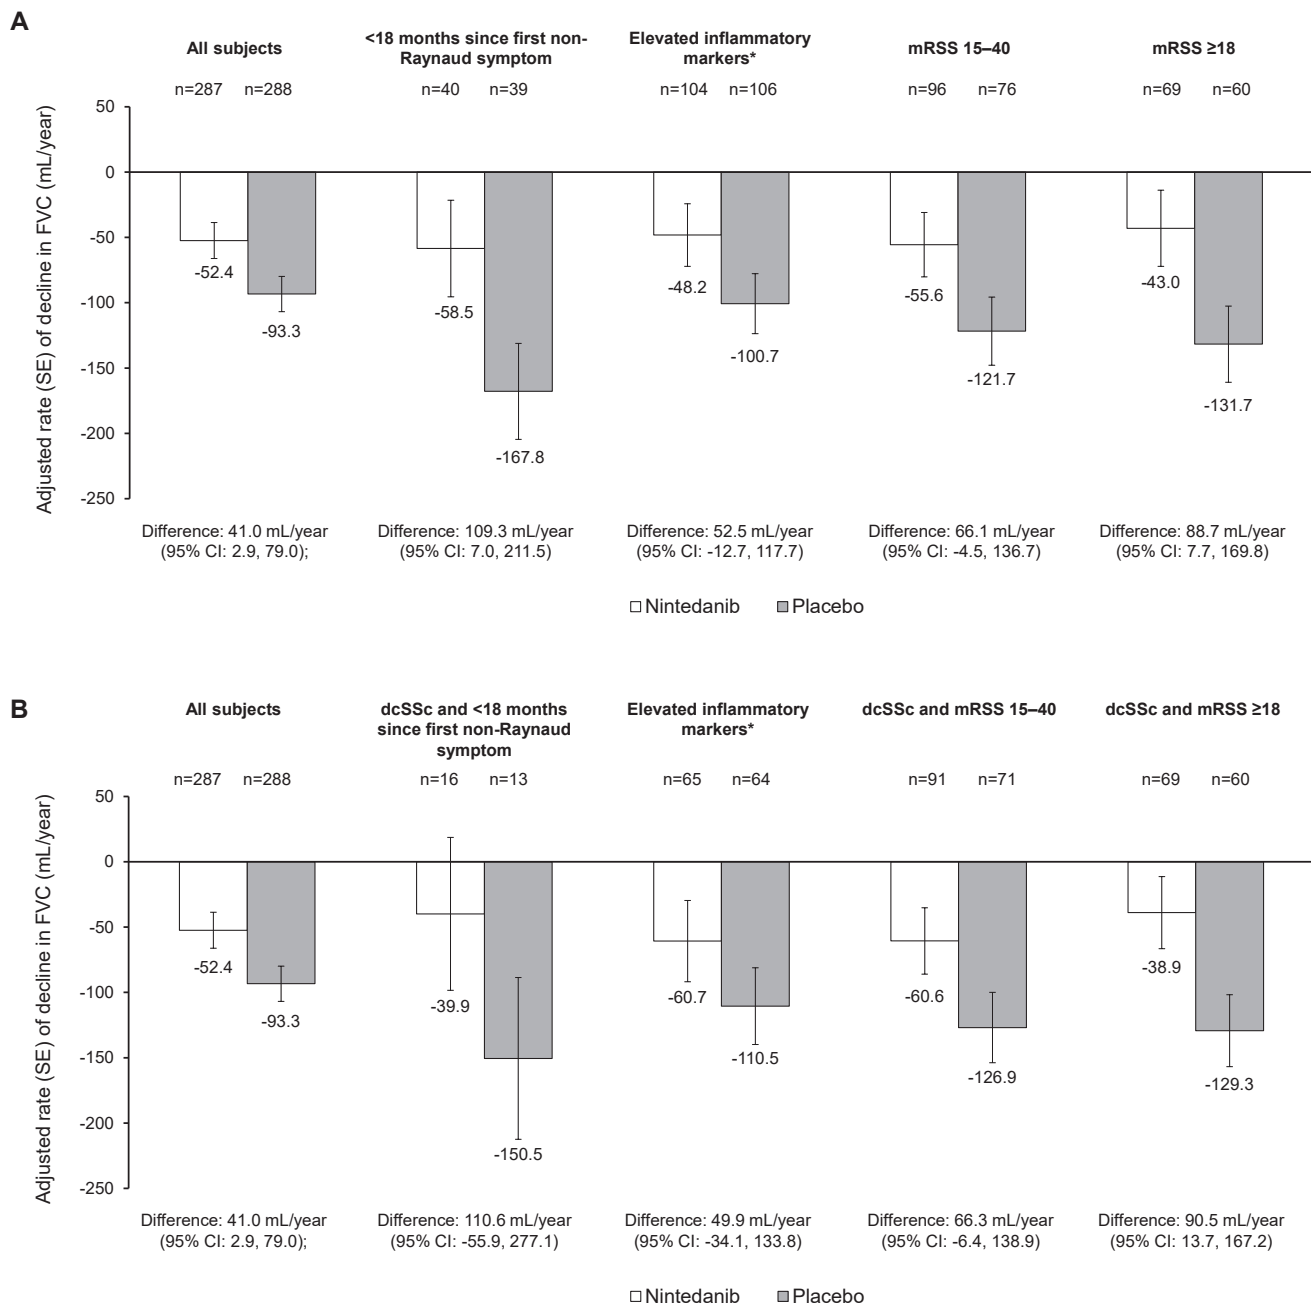 A
All subjects
<18 months since first non-
Raynaud symptom
Elevated inflammatory
markers*
mRSS 15–40
mRSS ≥18
n=287 n=288
n=40 n=39
n=104 n=106
n=96 n=76
n=69 n=60
Adjusted rate (SE) of decline in FVC (mL/year)
50
0
-50
-100
-150
-200
-250
-52.4
-93.3
-58.5
-167.8
-48.2
-100.7
-55.6
-121.7
-43.0
-131.7
Difference: 41.0 mL/year
(95% CI: 2.9, 79.0);
Difference: 109.3 mL/year
(95% CI: 7.0, 211.5)
Difference: 52.5 mL/year
(95% CI: -12.7, 117.7)
Difference: 66.1 mL/year
(95% CI: -4.5, 136.7)
Difference: 88.7 mL/year
(95% CI: 7.7, 169.8)
Nintedanib Placebo
B
All subjects
dcSSc and <18 months
since first non-Raynaud
symptom
Elevated inflammatory
markers*
dcSSc and mRSS 15–40
dcSSc and mRSS ≥18
n=287 n=288
n=16 n=13
n=65 n=64
n=91 n=71
n=69 n=60
Adjusted rate (SE) of decline in FVC (mL/year)
50
0
-50
-100
-150
-200
-250
-52.4
-93.3
-39.9
-150.5
-60.7
-110.5
-60.6
-126.9
-38.9
-129.3
Difference: 41.0 mL/year
(95% CI: 2.9, 79.0);
Difference: 110.6 mL/year
(95% CI: -55.9, 277.1)
Difference: 49.9 mL/year
(95% CI: -34.1, 133.8)
Difference: 66.3 mL/year
(95% CI: -6.4, 138.9)
Difference: 90.5 mL/year
(95% CI: 13.7, 167.2)
Nintedanib Placebo